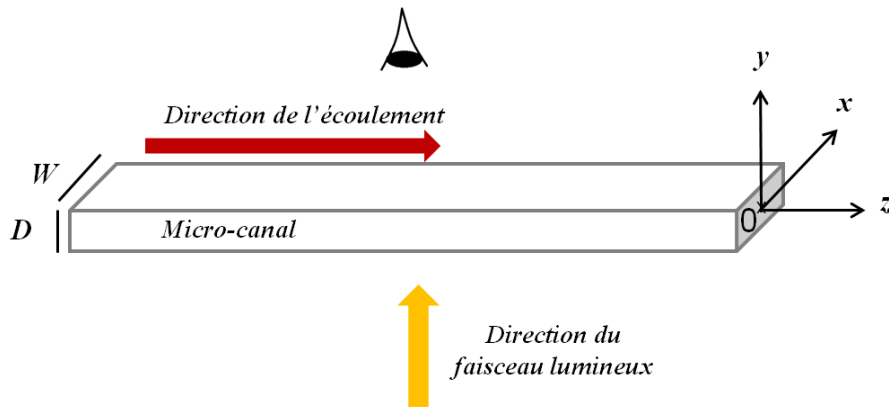 y
x
Direction de l’écoulement
W
D
Micro-canal
0
z
Direction du
faisceau lumineux